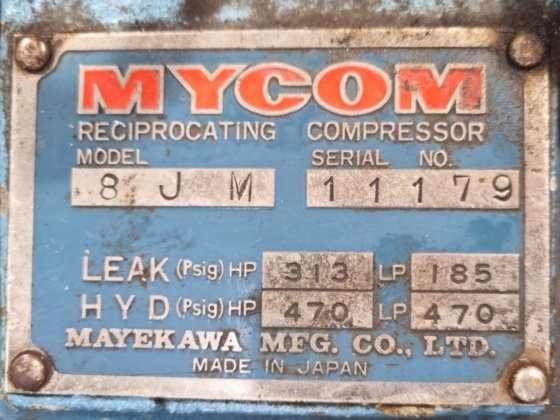 MYCOM
RECIPROCATING COMPRESSOR
MODEL SERIAL NO.
8 J M 11179
LEAK (Psig) HP 313 LP 185
HYD (Psig) HP 470 LP 470
MAYEKAWA MFG. CO., LTD.
MADE IN JAPAN